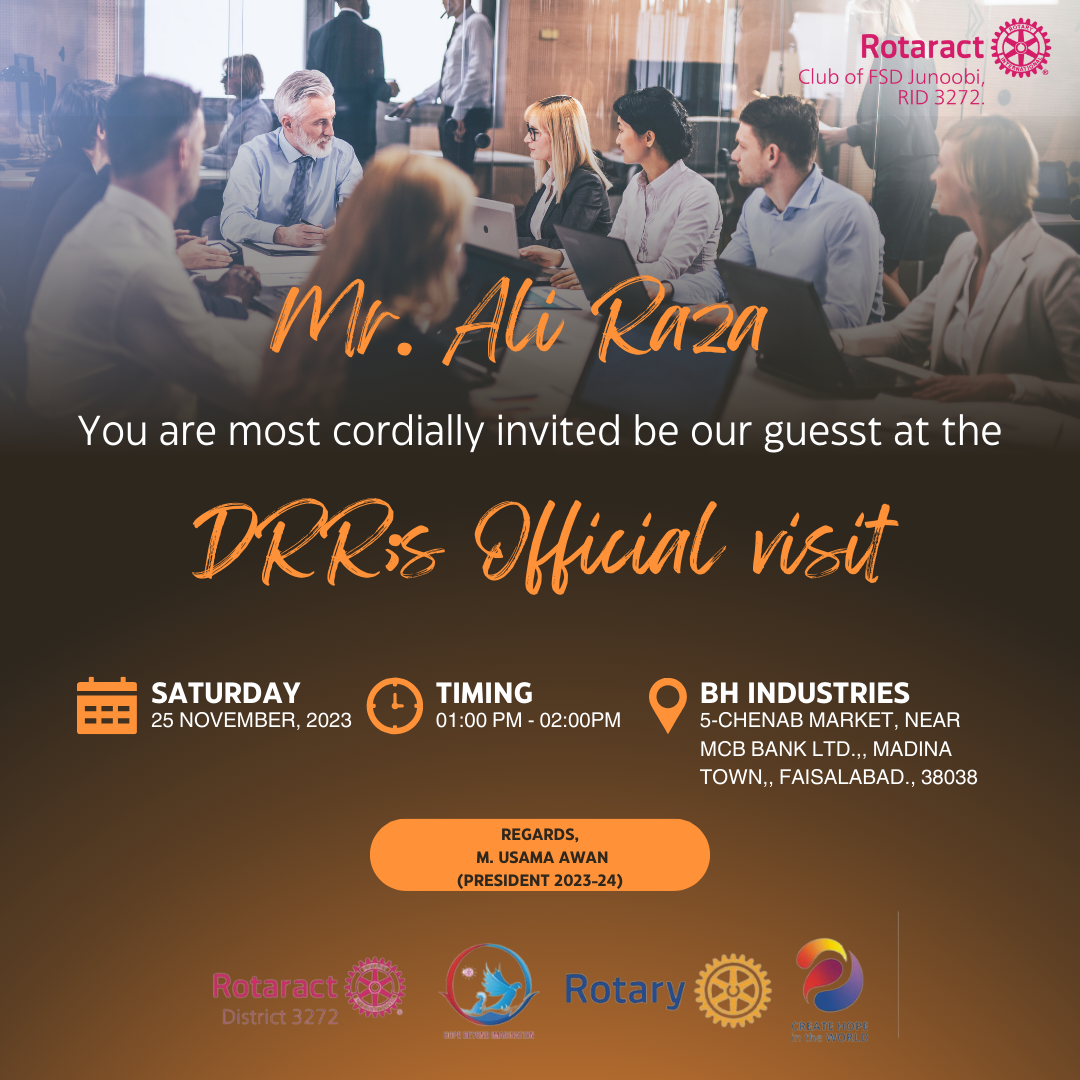 Rotaract
Club of FSD Junoobi,
RID 3272.
Mr. Ali Raza
You are most cordially invited be our guesst at the
DRR;s Official visit
SATURDAY
25 NOVEMBER, 2023
TIMING
01:00 PM - 02:00PM
BH INDUSTRIES
5-CHENAB MARKET, NEAR
MCB BANK LTD.,, MADINA
TOWN,, FAISALABAD., 38038
REGARDS,
M. USAMA AWAN
(PRESIDENT 2023-24)
Rotaract
District 3272
HOPE BEYOND IMAGINATION
Rotary
CREATE HOPE
in the WORLD